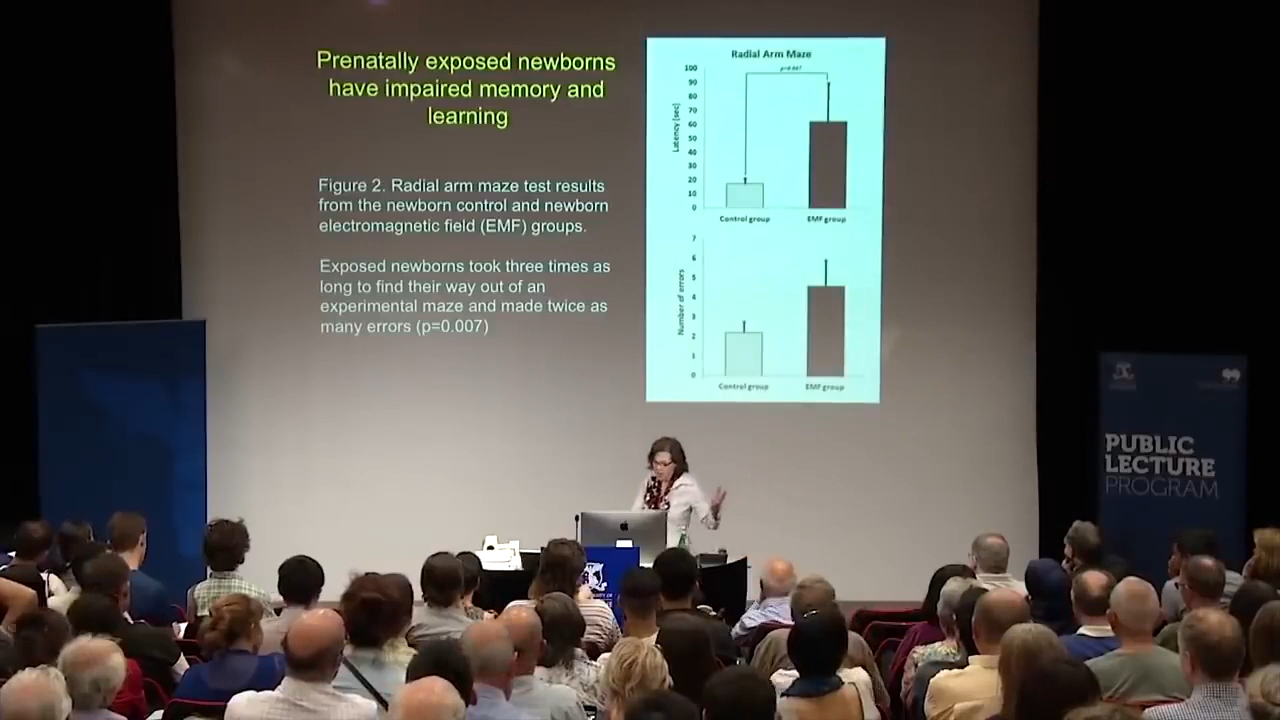 Prenatally exposed newborns
have impaired memory and
learning
Figure 2. Radial arm maze test results
from the newborn control and newborn
electromagnetic field (EMF) groups.
Exposed newborns took three times as
long to find their way out of an
experimental maze and made twice as
many errors (p=0.007)
Radial Arm Maze
Latency [sec]
100
90
80
70
60
50
40
30
20
10
0
Control group
EMF group
Number of errors
7
6
5
4
3
2
1
0
Control group
EMF group
PUBLIC
LECTURE
PROGRAM